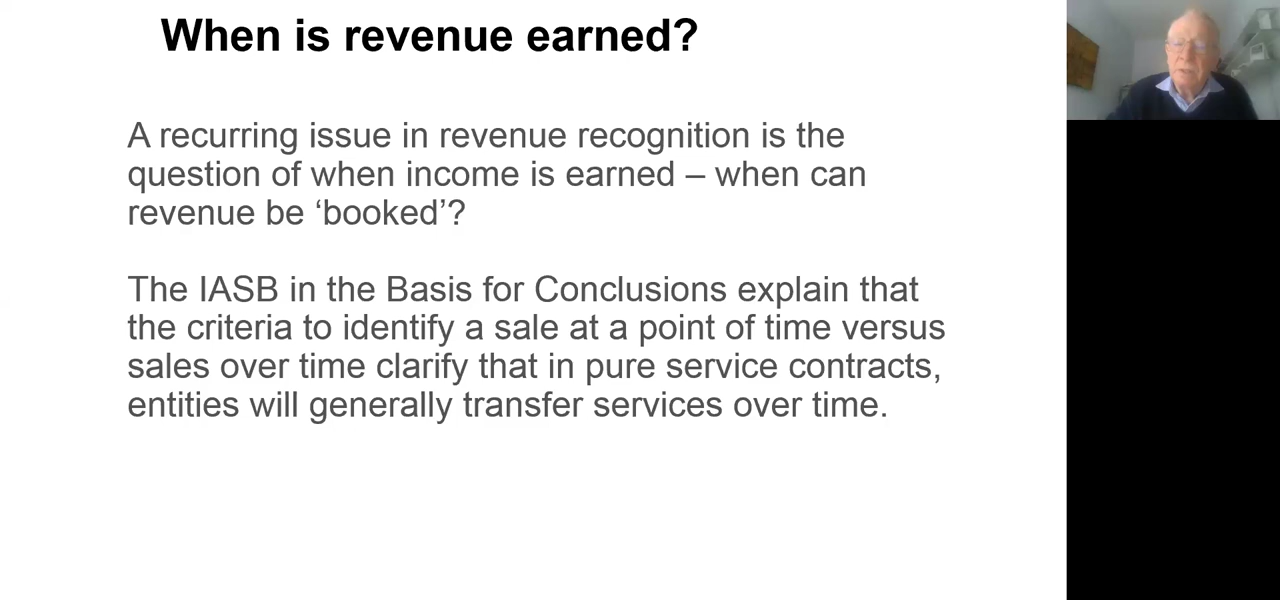 When is revenue earned?
A recurring issue in revenue recognition is the
question of when income is earned – when can
revenue be ‘booked’?
The IASB in the Basis for Conclusions explain that
the criteria to identify a sale at a point of time versus
sales over time clarify that in pure service contracts,
entities will generally transfer services over time.